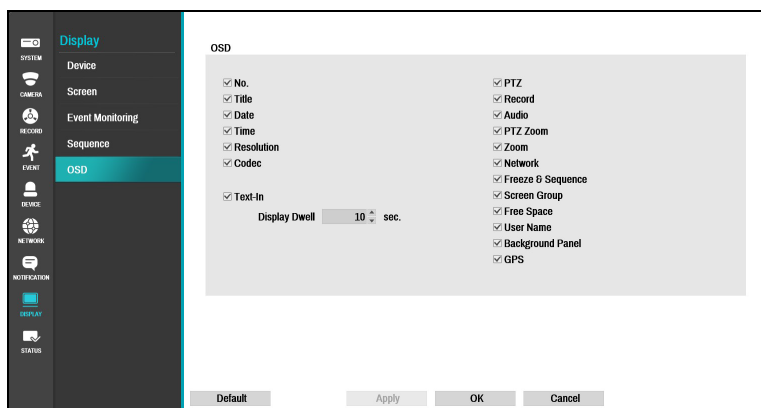 SYSTEM
CAMERA
RECORD
EVENT
DEVICE
NETWORK
NOTIFICATION
DISPLAY
STATUS
Display
Device
Screen
Event Monitoring
Sequence
OSD
OSD
No.
Title
Date
Time
Resolution
Codec
Text-In
Display Dwell 10 sec.
PTZ
Record
Audio
PTZ Zoom
Zoom
Network
Freeze & Sequence
Screen Group
Free Space
User Name
Background Panel
GPS
Default Apply OK Cancel